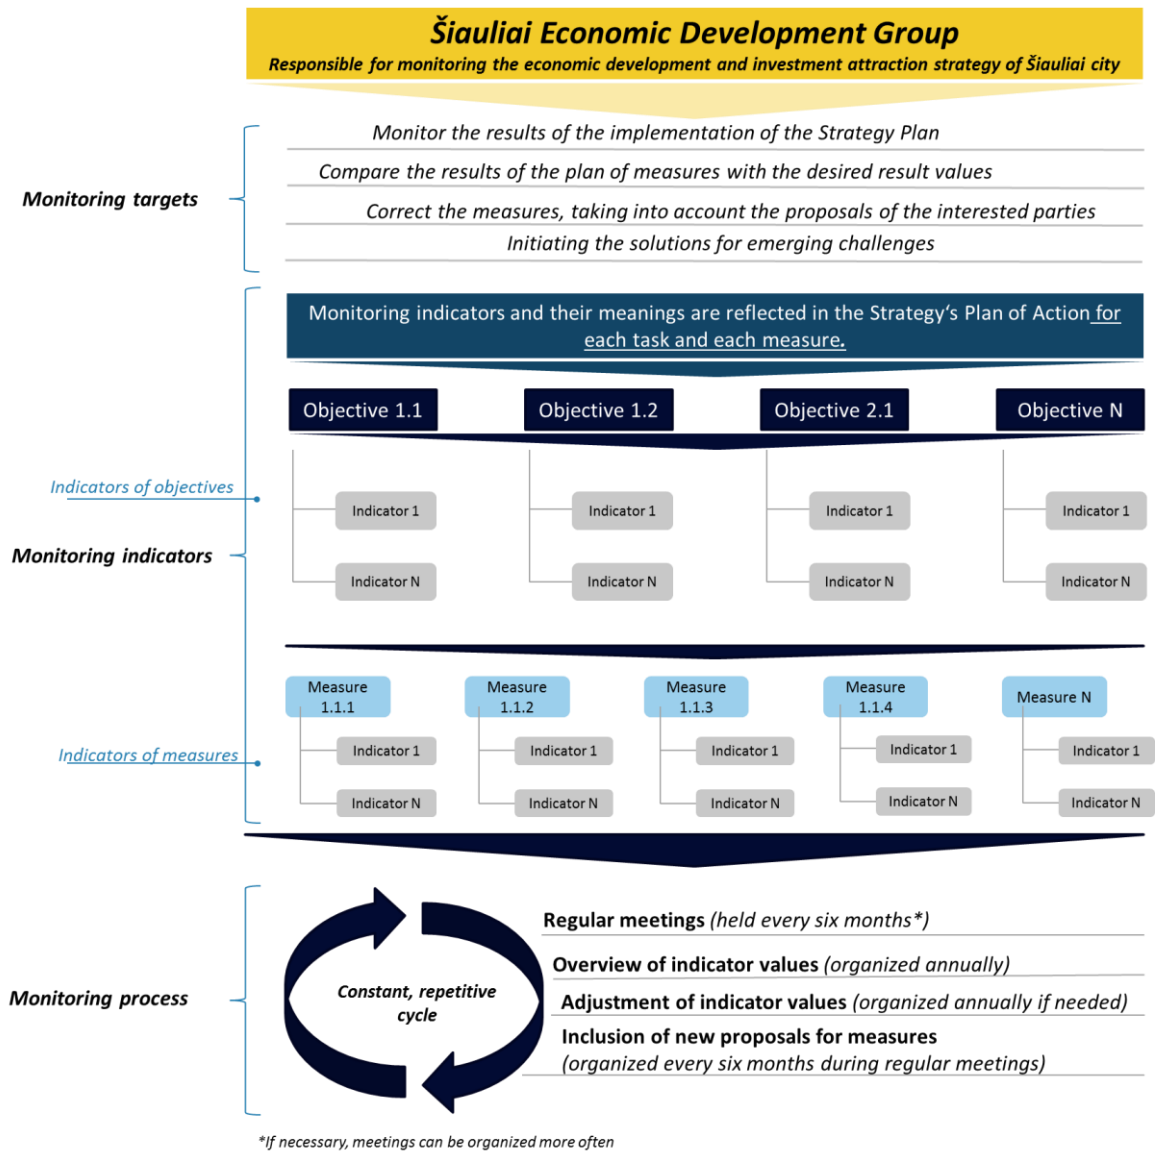 Šiauliai Economic Development Group
Responsible for monitoring the economic development and investment attraction strategy of Šiauliai city
Monitoring targets
Monitor the results of the implementation of the Strategy Plan
Compare the results of the plan of measures with the desired result values
Correct the measures, taking into account the proposals of the interested parties
Initiating the solutions for emerging challenges
Monitoring indicators and their meanings are reflected in the Strategy‘s Plan of Action for
each task and each measure.
Objective 1.1
Objective 1.2
Objective 2.1
Objective N
Indicators of objectives
Indicator 1
Indicator 1
Indicator 1
Indicator 1
Monitoring indicators
Indicator N
Indicator N
Indicator N
Indicator N
Measure
1.1.1
Measure
1.1.2
Measure
1.1.3
Measure
1.1.4
Measure N
Indicators of measures
Indicator 1
Indicator 1
Indicator 1
Indicator 1
Indicator 1
Indicator N
Indicator N
Indicator N
Indicator N
Indicator N
Monitoring process
Constant, repetitive
cycle
Regular meetings (held every six months*)
Overview of indicator values (organized annually)
Adjustment of indicator values (organized annually if needed)
Inclusion of new proposals for measures
(organized every six months during regular meetings)
*If necessary, meetings can be organized more often